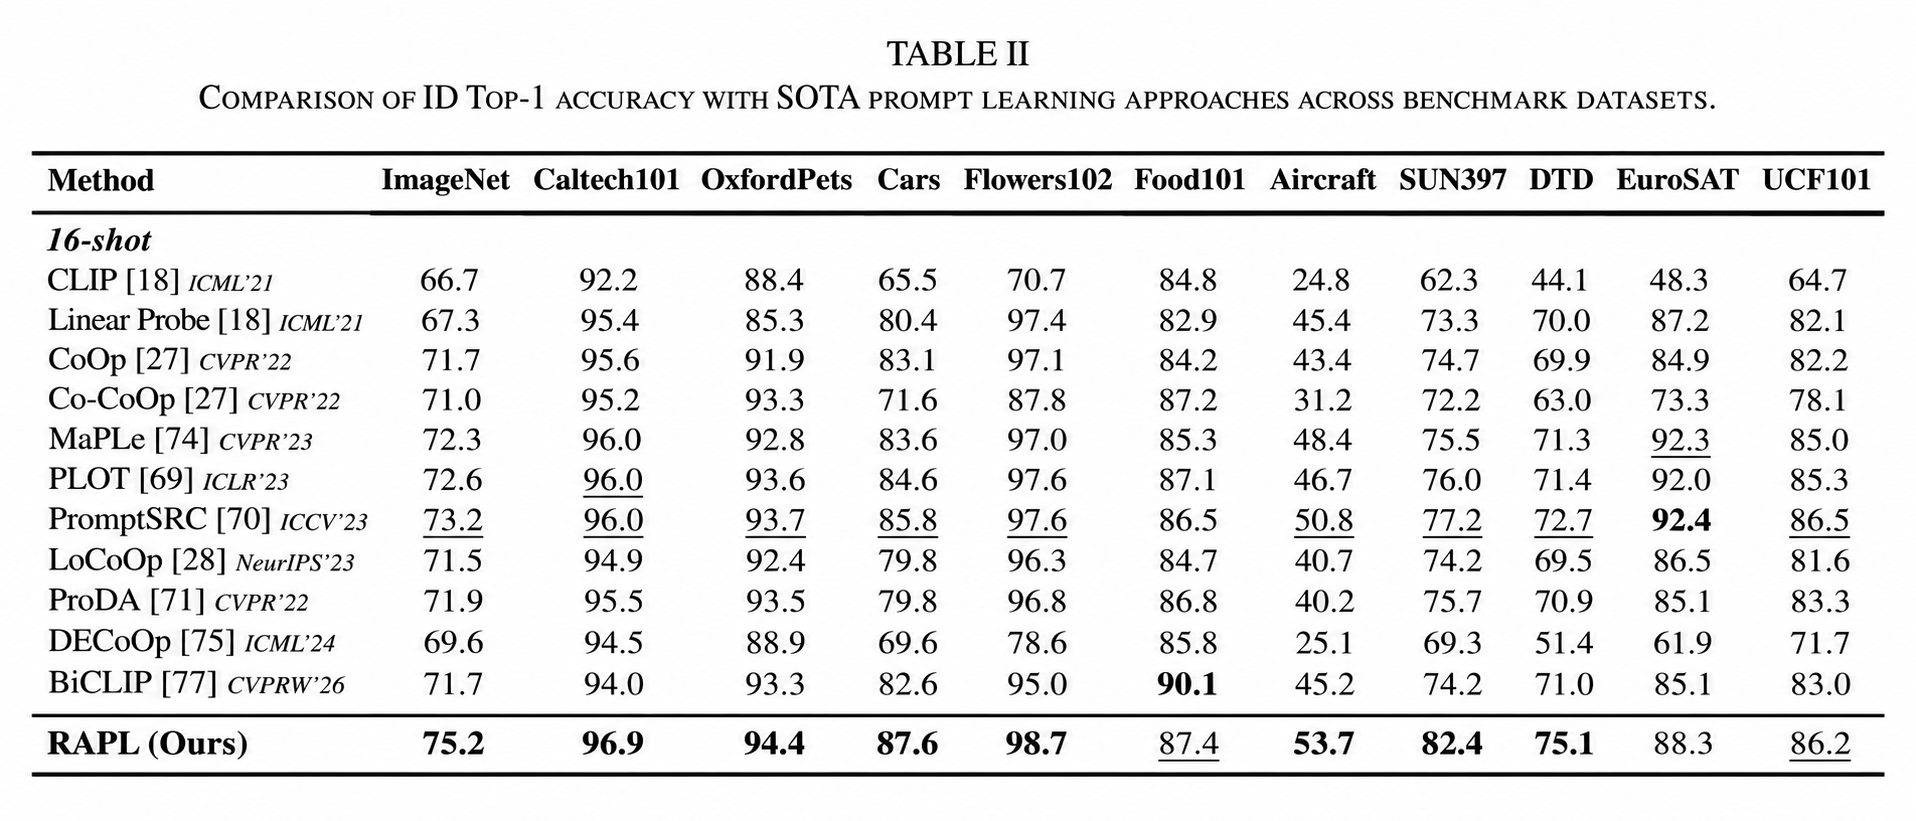 TABLE II
COMPARISON OF ID TOP-1 ACCURACY WITH SOTA PROMPT LEARNING APPROACHES ACROSS BENCHMARK DATASETS.
Method ImageNet Caltech101 OxfordPets Cars Flowers102 Food101 Aircraft SUN397 DTD EuroSAT UCF101
16-shot
CLIP [18] ICML'21 66.7 92.2 88.4 65.5 70.7 84.8 24.8 62.3 44.1 48.3 64.7
Linear Probe [18] ICML'21 67.3 95.4 85.3 80.4 97.4 82.9 45.4 73.3 70.0 87.2 82.1
CoOp [27] CVPR'22 71.7 95.6 91.9 83.1 97.1 84.2 43.4 74.7 69.9 84.9 82.2
Co-CoOp [27] CVPR'22 71.0 95.2 93.3 71.6 87.8 87.2 31.2 72.2 63.0 73.3 78.1
MaPLe [74] CVPR'23 72.3 96.0 92.8 83.6 97.0 85.3 48.4 75.5 71.3 92.3 85.0
PLOT [69] ICLR'23 72.6 96.0 93.6 84.6 97.6 87.1 46.7 76.0 71.4 92.0 85.3
PromptSRC [70] ICCV'23 73.2 96.0 93.7 85.8 97.6 86.5 50.8 77.2 72.7 92.4 86.5
LoCoOp [28] NeurIPS'23 71.5 94.9 92.4 79.8 96.3 84.7 40.7 74.2 69.5 86.5 81.6
ProDA [71] CVPR'22 71.9 95.5 93.5 79.8 96.8 86.8 40.2 75.7 70.9 85.1 83.3
DECoOp [75] ICML'24 69.6 94.5 88.9 69.6 78.6 85.8 25.1 69.3 51.4 61.9 71.7
BiCLIP [77] CVPRW'26 71.7 94.0 93.3 82.6 95.0 90.1 45.2 74.2 71.0 85.1 83.0
RAPL (Ours) 75.2 96.9 94.4 87.6 98.7 87.4 53.7 82.4 75.1 88.3 86.2